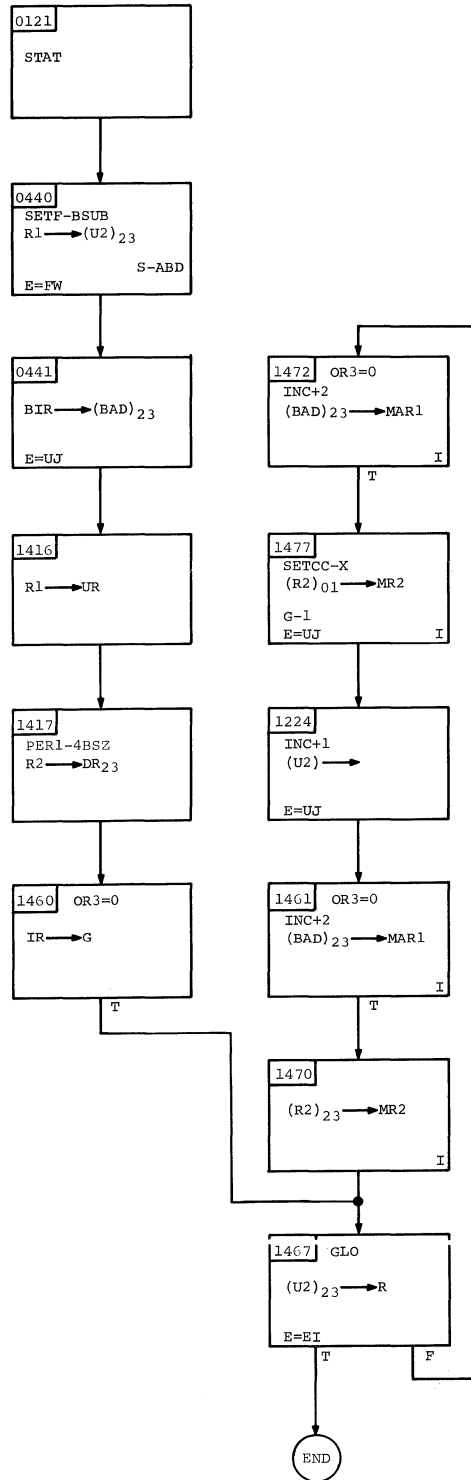 0121
STAT
0440
SETF-BSUB
R1 → (U2)23
S-ABD
E=FW
0441
BIR → (BAD)23
E=UJ
1416
R1 → UR
1417
PER1-4BSZ
R2 → DR23
1460 OR3=0
IR → G
T
1472 OR3=0
INC+2
(BAD)23 → MAR1
I
T
1477
SETCC-X
(R2)01 → MR2
G-1
E=UJ I
1224
INC+1
(U2) →
E=UJ
1461 OR3=0
INC+2
(BAD)23 → MAR1
I
T
1470
(R2)23 → MR2
I
1467 GLO
(U2)23 → R
E=EI
T F
END